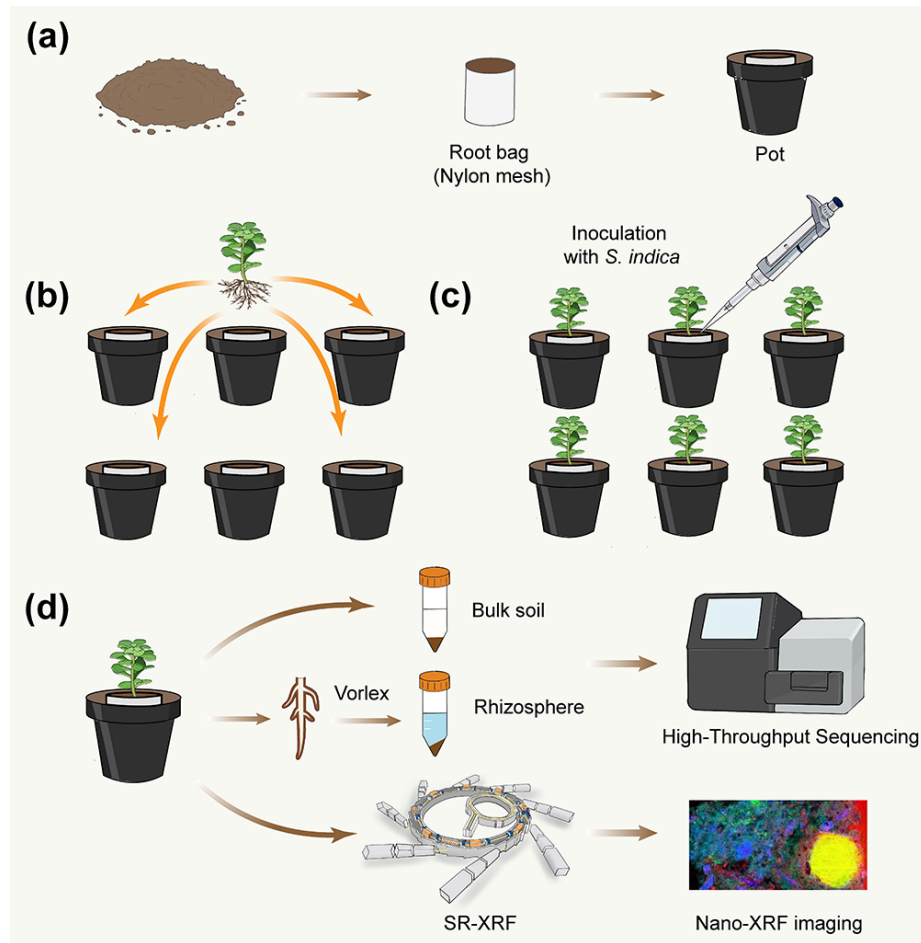 (a)
Root bag
(Nylon mesh)
Pot
(b)
(c)
Inoculation
with S. indica
(d)
Bulk soil
Vorlex
Rhizosphere
High-Throughput Sequencing
SR-XRF
Nano-XRF imaging